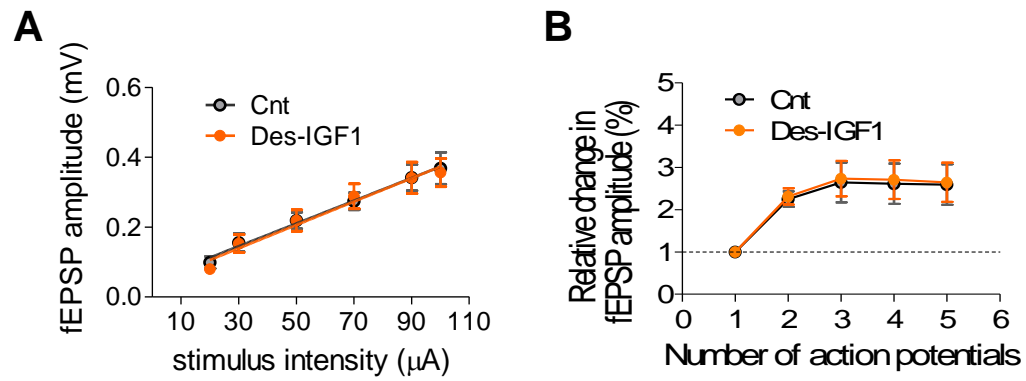 A
fEPSP amplitude (mV)
0.6
0.4
0.2
0.0
Cnt
Des-IGF1
10 30 50 70 90 110
stimulus intensity (μA)
B
Relative change in
fEPSP amplitude (%)
5
4
3
2
1
0
Cnt
Des-IGF1
0 1 2 3 4 5 6
Number of action potentials